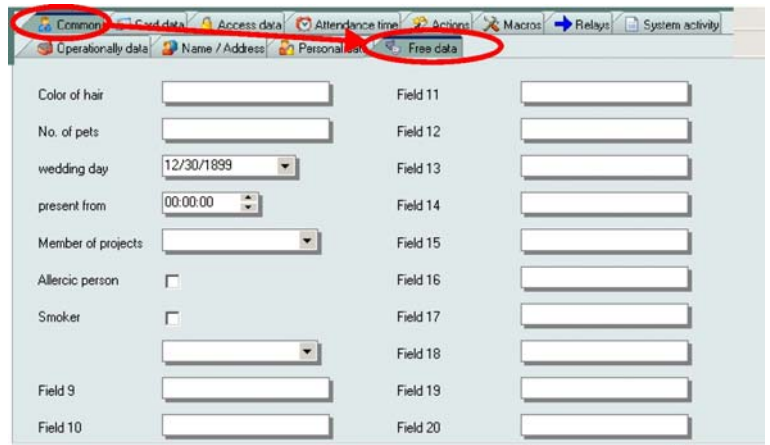 Common Card data Access data Attendance time Actions Macros Relays System activity
Operationally data Name / Address Personal Free data
Color of hair
No. of pets
wedding day 12/30/1899
present from 00:00:00
Member of projects
Allercic person
Smoker
Field 9
Field 10
Field 11
Field 12
Field 13
Field 14
Field 15
Field 16
Field 17
Field 18
Field 19
Field 20